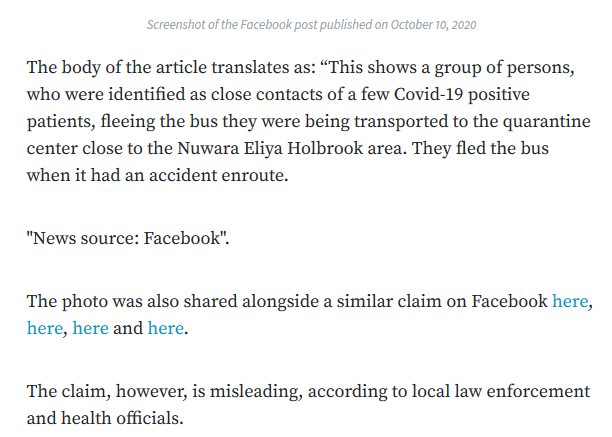 Screenshot of the Facebook post published on October 10, 2020
The body of the article translates as: “This shows a group of persons,
who were identified as close contacts of a few Covid-19 positive
patients, fleeing the bus they were being transported to the quarantine
center close to the Nuwara Eliya Holbrook area. They fled the bus
when it had an accident enroute.
"News source: Facebook".
The photo was also shared alongside a similar claim on Facebook here,
here, here and here.
The claim, however, is misleading, according to local law enforcement
and health officials.